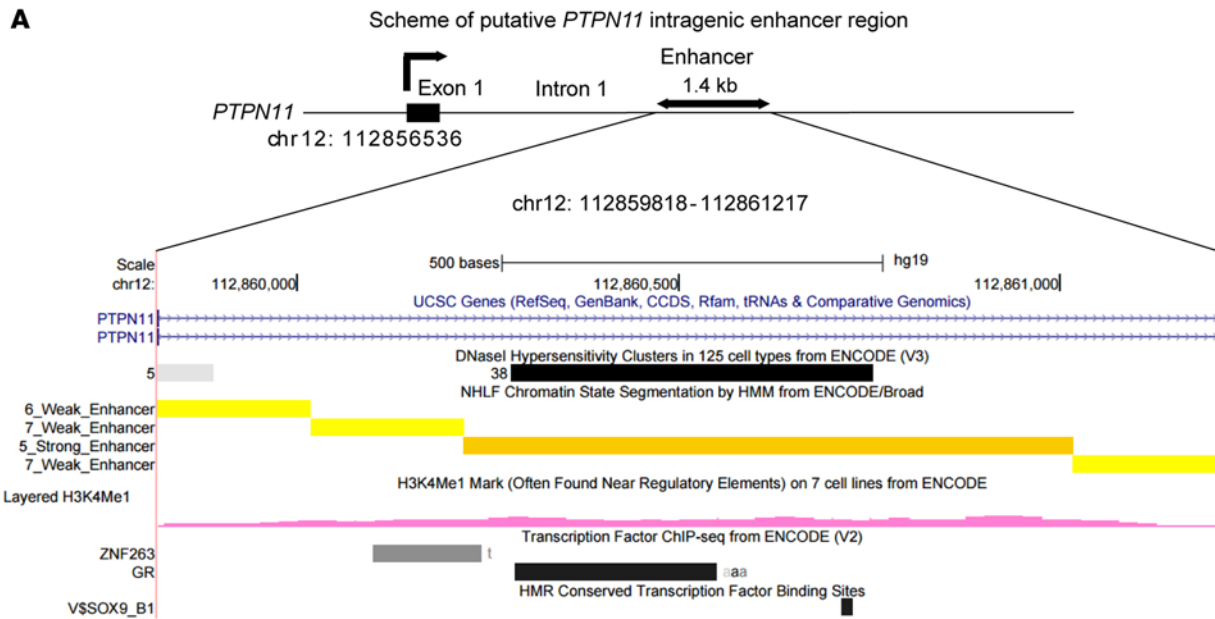 A
Scheme of putative PTPN11 intragenic enhancer region
Enhancer
Exon 1 Intron 1 1.4 kb
PTPN11
chr12: 112856536
chr12: 112859818-112861217
Scale 500 bases hg19
chr12: 112,860,000 112,860,500 112,861,000
UCSC Genes (RefSeq, GenBank, CCDS, Rfam, tRNAs & Comparative Genomics)
PTPN11
PTPN11
DNaseI Hypersensitivity Clusters in 125 cell types from ENCODE (V3)
5 38
NHLF Chromatin State Segmentation by HMM from ENCODE/Broad
6_Weak_Enhancer
7_Weak_Enhancer
5_Strong_Enhancer
7_Weak_Enhancer
H3K4Me1 Mark (Often Found Near Regulatory Elements) on 7 cell lines from ENCODE
Layered H3K4Me1
Transcription Factor ChIP-seq from ENCODE (V2)
ZNF263 t
GR aaa
HMR Conserved Transcription Factor Binding Sites
V$SOX9_B1